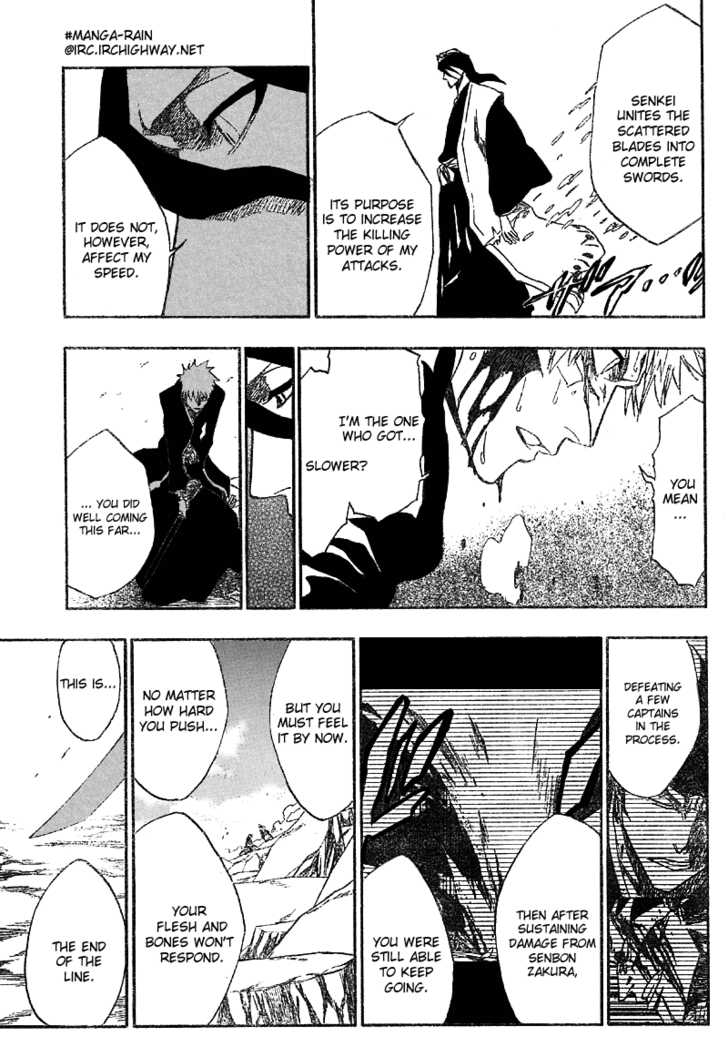 #MANGA-RAIN
@IRC.IRCHIGHWAY.NET
SENKEI
UNITES THE
SCATTERED
BLADES INTO
COMPLETE
SWORDS.
ITS PURPOSE
IS TO INCREASE
THE KILLING
POWER OF MY
ATTACKS.
IT DOES NOT,
HOWEVER,
AFFECT MY
SPEED.
YOU
MEAN
...
I'M THE ONE
WHO GOT...
SLOWER?
... YOU DID
WELL COMING
THIS FAR...
DEFEATING
A FEW
CAPTAINS
IN THE
PROCESS.
THEN AFTER
SUSTAINING
DAMAGE FROM
SENBON
ZAKURA,
YOU WERE
STILL ABLE
TO KEEP
GOING.
BUT YOU
MUST FEEL
IT BY NOW.
NO MATTER
HOW HARD
YOU PUSH...
YOUR
FLESH AND
BONES WON'T
RESPOND.
THIS IS...
THE END
OF THE
LINE.